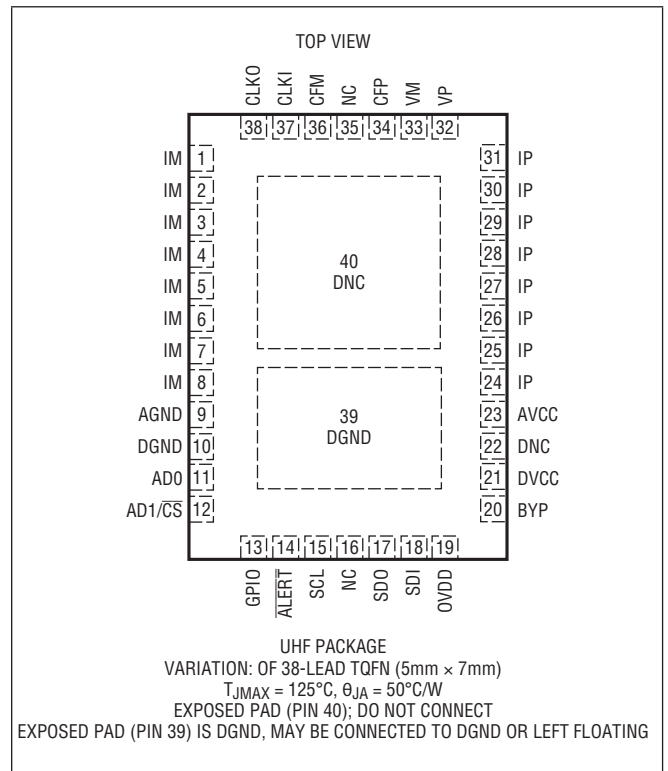 TOP VIEW
CLKO CLKI CFM NC CFP VM VP
38 37 36 35 34 33 32
IM 1 31 IP
IM 2 30 IP
IM 3 29 IP
IM 4 28 IP
IM 5 27 IP
IM 6 26 IP
IM 7 25 IP
IM 8 24 IP
AGND 9 23 AVCC
DGND 10 22 DNC
AD0 11 21 DVCC
AD1/C̅S̅ 12 20 BYP
40
DNC
39
DGND
13 14 15 16 17 18 19
GPIO A̅L̅E̅R̅T̅ SCL NC SDO SDI OVDD
UHF PACKAGE
VARIATION: OF 38-LEAD TQFN (5mm × 7mm)
TJMAX = 125°C, θJA = 50°C/W
EXPOSED PAD (PIN 40); DO NOT CONNECT
EXPOSED PAD (PIN 39) IS DGND, MAY BE CONNECTED TO DGND OR LEFT FLOATING